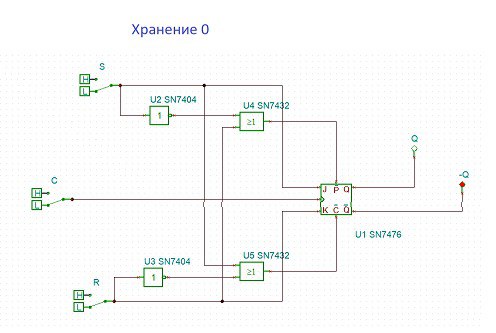 Хранение 0
S
H
L
U2 SN7404
1
U4 SN7432
≥1
Q
-Q
C
H
L
J P Q
K C Q
U1 SN7476
R
H
L
U3 SN7404
1
U5 SN7432
≥1